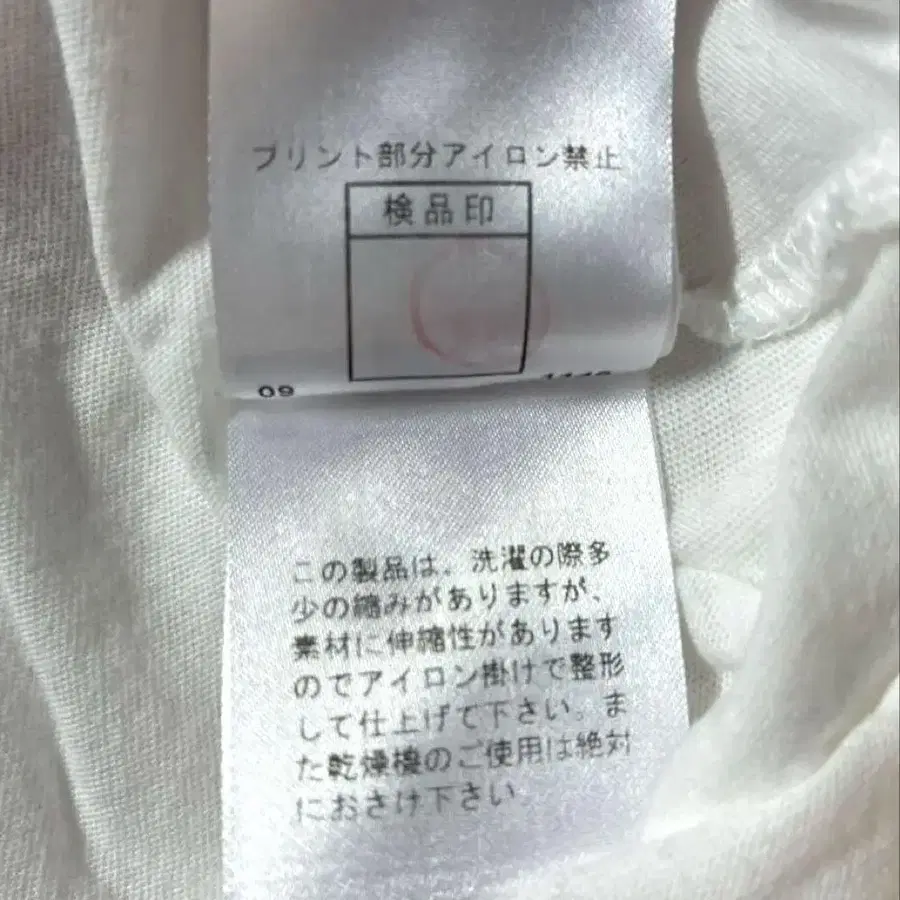 プリント部分アイロン禁止
検品印
09
この製品は、洗濯の際多
少の縮みがありますが、
素材に伸縮性があります
のでアイロン掛けで整形
して仕上げて下さい。ま
た乾燥機のご使用は絶対
におさけ下さい